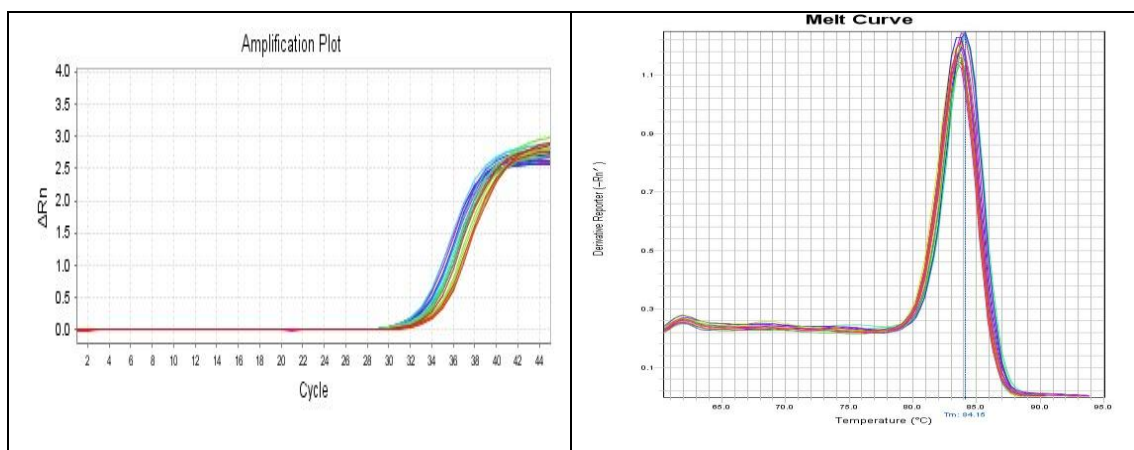 Amplification Plot
ΔRn
4.0
3.5
3.0
2.5
2.0
1.5
1.0
0.5
0.0
2 4 6 8 10 12 14 16 18 20 22 24 26 28 30 32 34 36 38 40 42 44
Cycle
Melt Curve
Derivative Reporter (-Rn')
1.1
0.9
0.7
0.5
0.3
0.1
65.0 70.0 75.0 80.0 85.0 90.0 95.0
Tm: 84.15
Temperature (°C)